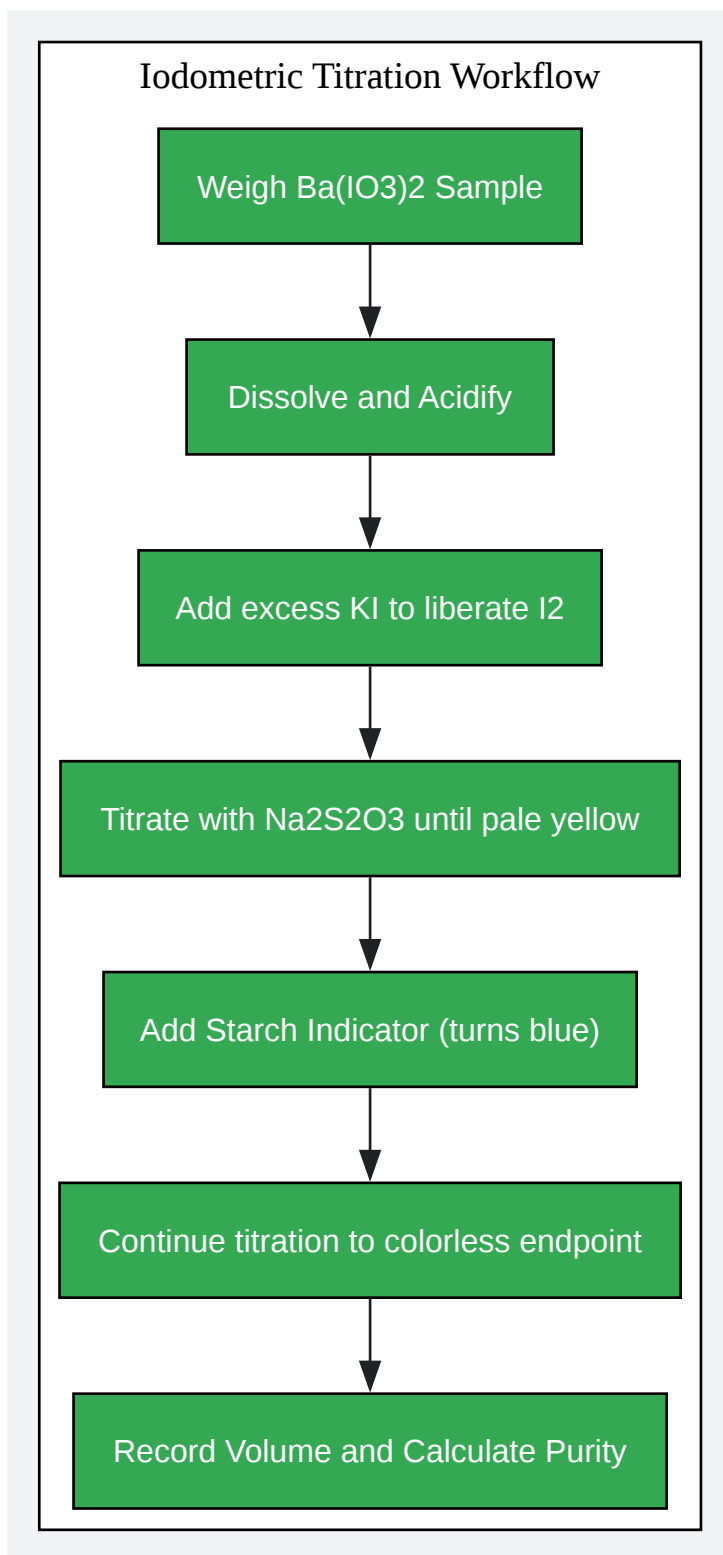 Iodometric Titration Workflow
Weigh Ba(IO3)2 Sample
Dissolve and Acidify
Add excess KI to liberate I2
Titrate with Na2S2O3 until pale yellow
Add Starch Indicator (turns blue)
Continue titration to colorless endpoint
Record Volume and Calculate Purity